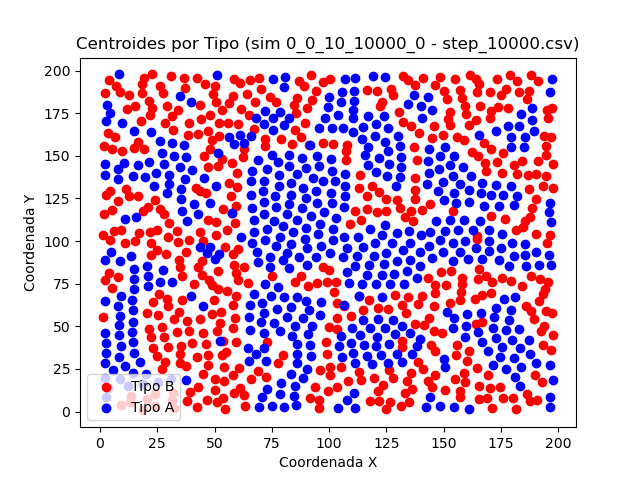 Centroides por Tipo (sim 0_0_10_10000_0 - step_10000.csv)
Coordenada Y
200
175
150
125
100
75
50
25
0
Tipo B
Tipo A
0 25 50 75 100 125 150 175 200
Coordenada X